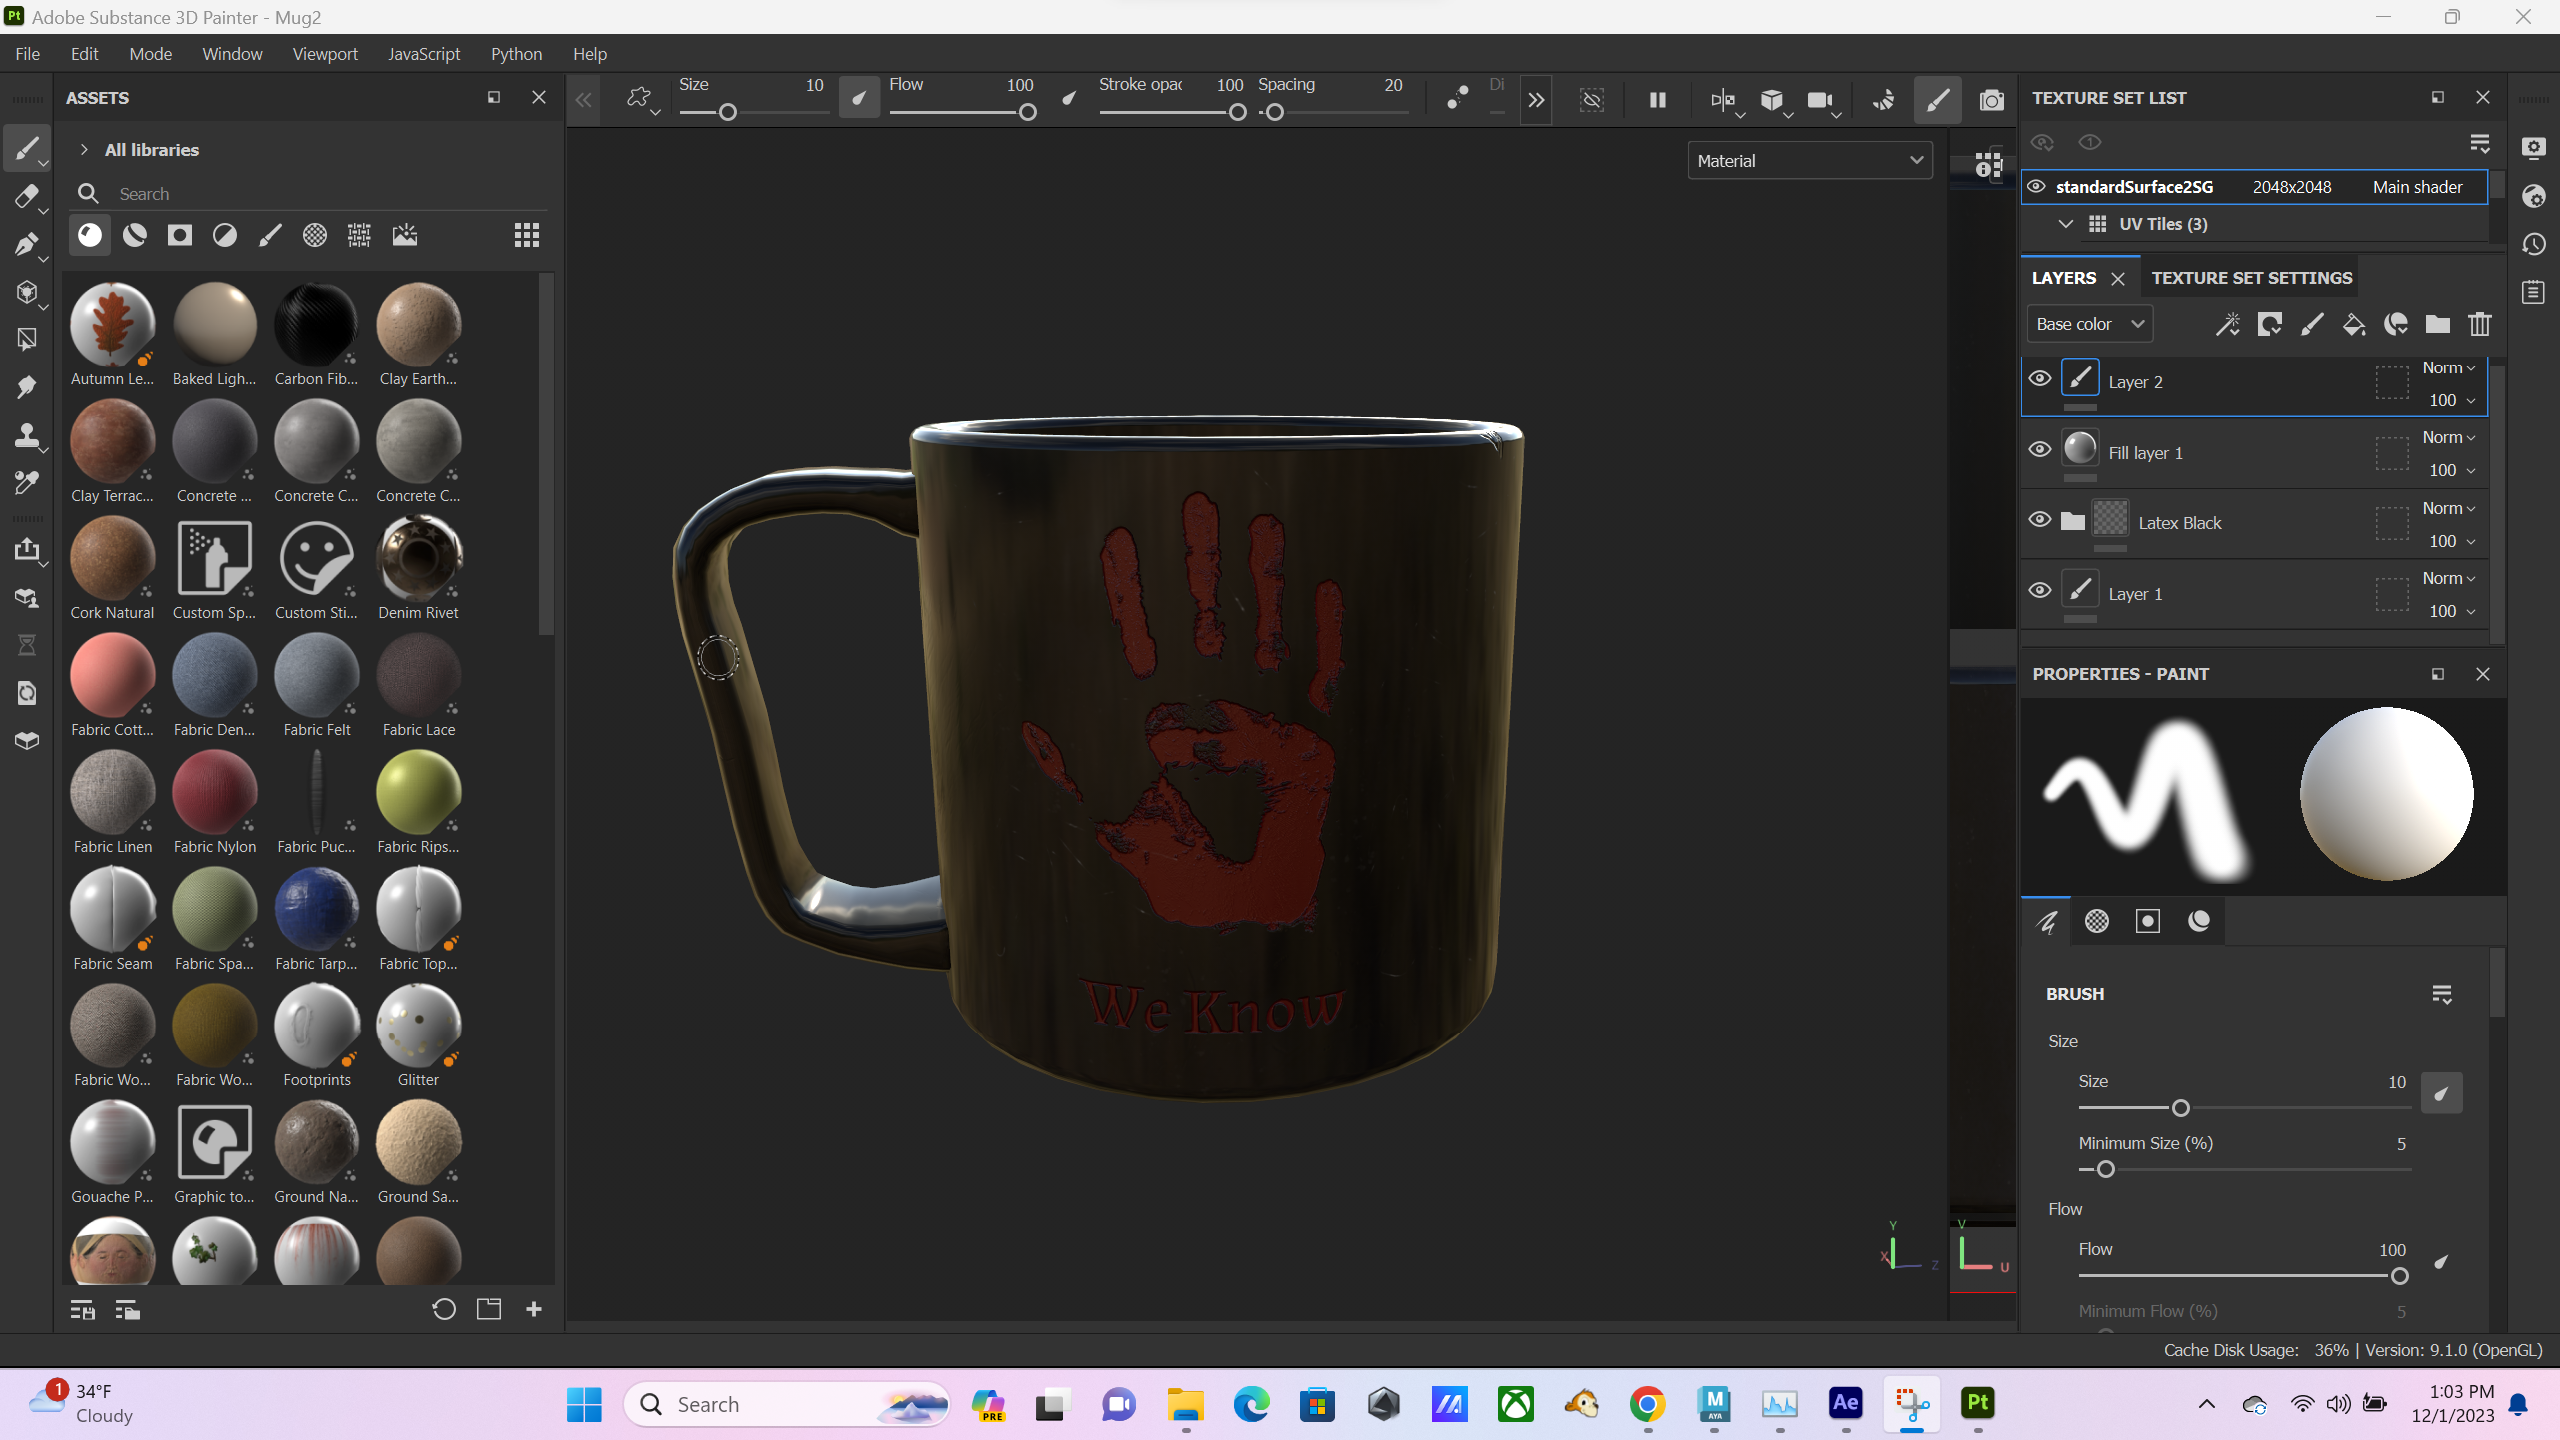 Pt Adobe Substance 3D Painter - Mug2
File Edit Mode Window Viewport JavaScript Python Help
ASSETS
All libraries
Search
Autumn Le... Baked Ligh... Carbon Fib... Clay Earth...
Clay Terrac... Concrete ... Concrete C... Concrete C...
Cork Natural Custom Sp... Custom Sti... Denim Rivet
Fabric Cott... Fabric Den... Fabric Felt Fabric Lace
Fabric Linen Fabric Nylon Fabric Puc... Fabric Rips...
Fabric Seam Fabric Spa... Fabric Tarp... Fabric Top...
Fabric Wo... Fabric Wo... Footprints Glitter
Gouache P... Graphic to... Ground Na... Ground Sa...
Size 10 Flow 100 Stroke opac 100 Spacing 20 Di
Material
We Know
Y X Z
V U
TEXTURE SET LIST
standardSurface2SG 2048x2048 Main shader
UV Tiles (3)
LAYERS TEXTURE SET SETTINGS
Base color
Layer 2 Norm 100
Fill layer 1 Norm 100
Latex Black Norm 100
Layer 1 Norm 100
PROPERTIES - PAINT
BRUSH
Size
Size 10
Minimum Size (%) 5
Flow
Flow 100
Minimum Flow (%) 5
Cache Disk Usage: 36% | Version: 9.1.0 (OpenGL)
1
34°F
Cloudy
Search
PRE
M
AYA
Ae
Pt
1:03 PM
12/1/2023